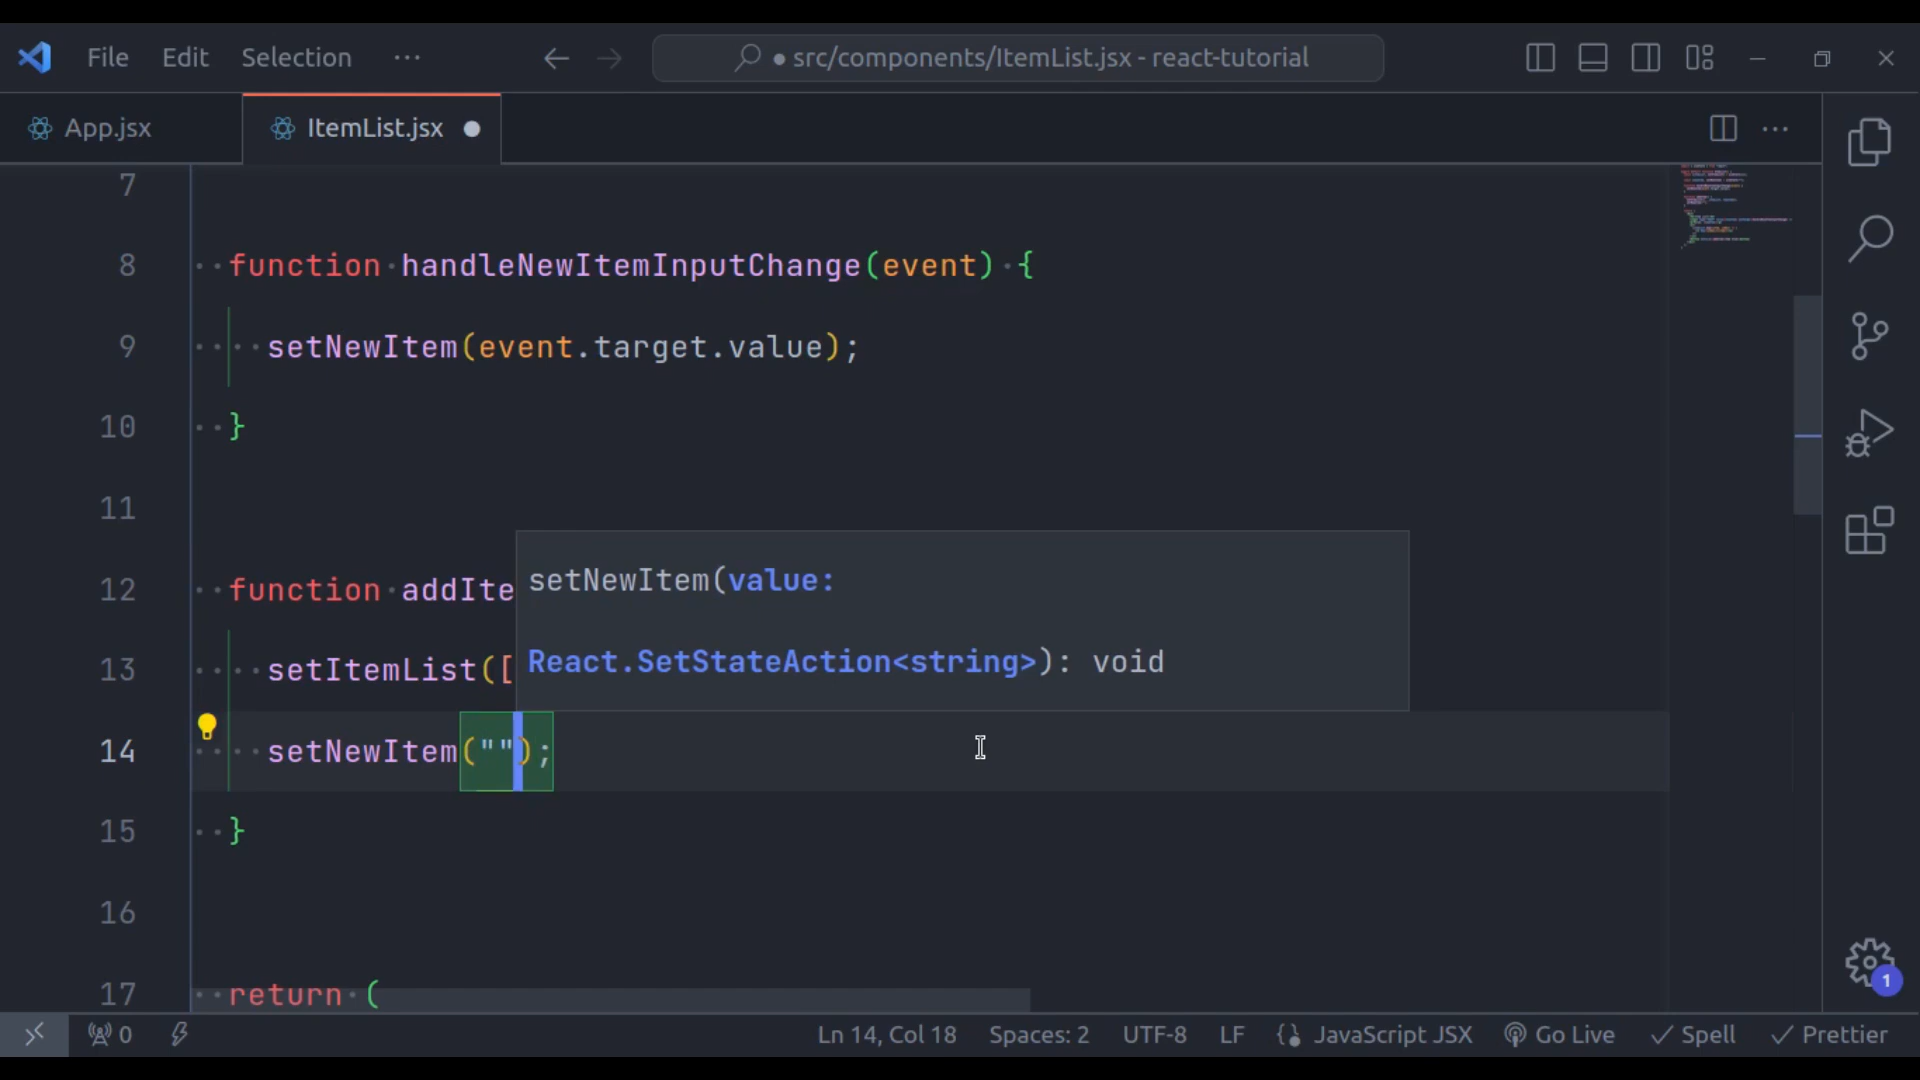 File Edit Selection ···
● src/components/ItemList.jsx - react-tutorial
App.jsx
ItemList.jsx ●
7
8 function handleNewItemInputChange(event) {
9 setNewItem(event.target.value);
10 }
11
12 function addIte
13 setItemList([
14 setNewItem("");
15 }
16
17 return (
setNewItem(value:
React.SetStateAction<string>): void
0
Ln 14, Col 18 Spaces: 2 UTF-8 LF JavaScript JSX Go Live Spell Prettier
1